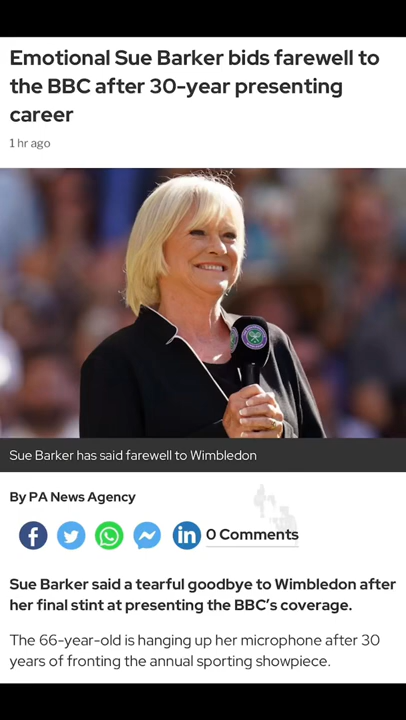 Emotional Sue Barker bids farewell to
the BBC after 30-year presenting
career
1 hr ago
Sue Barker has said farewell to Wimbledon
By PA News Agency
0 Comments
Sue Barker said a tearful goodbye to Wimbledon after
her final stint at presenting the BBC’s coverage.
The 66-year-old is hanging up her microphone after 30
years of fronting the annual sporting showpiece.